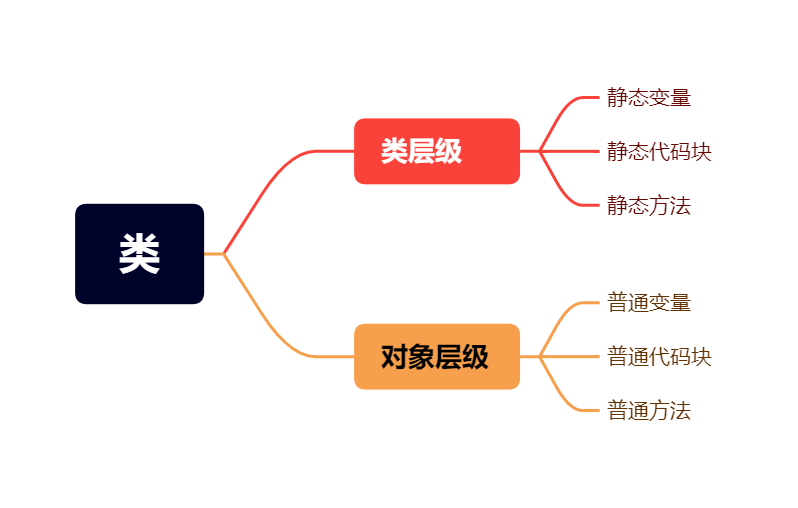 类
类层级
静态变量
静态代码块
静态方法
对象层级
普通变量
普通代码块
普通方法